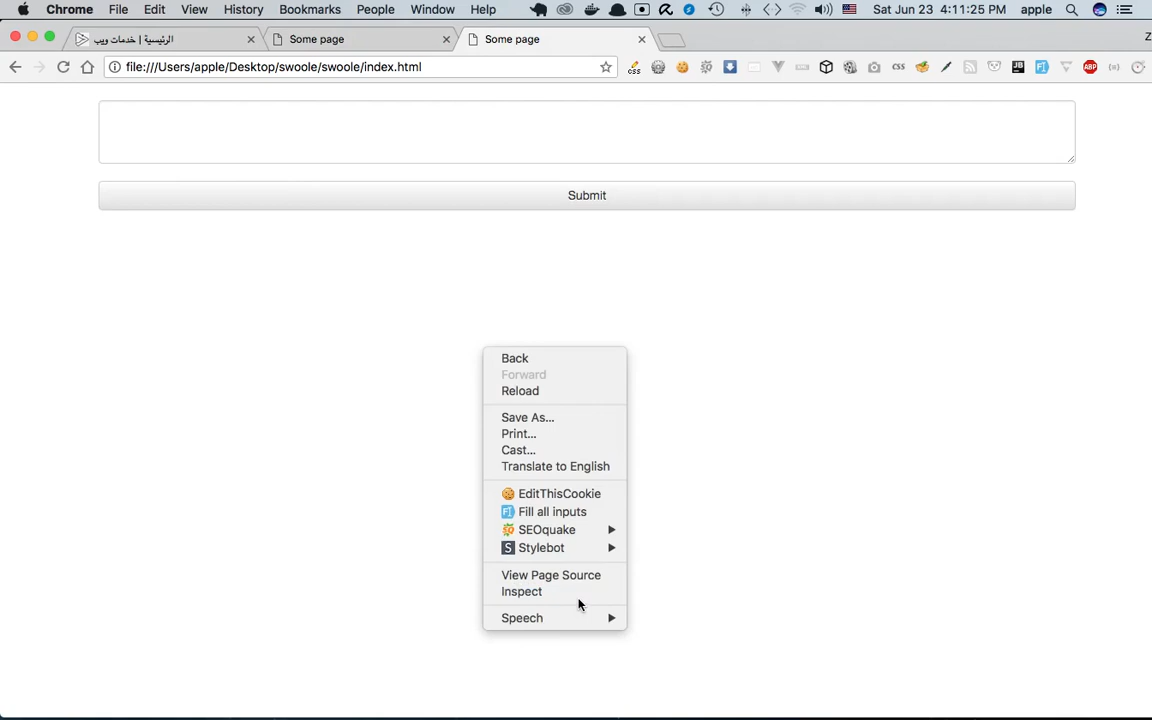 Chrome File Edit View History Bookmarks People Window Help Sat Jun 23 4:11:25 PM apple
الرئيسية | خدمات ويب
Some page
Some page
file:///Users/apple/Desktop/swoole/swoole/index.html
Submit
Back
Forward
Reload
Save As...
Print...
Cast...
Translate to English
EditThisCookie
Fill all inputs
SEOquake
Stylebot
View Page Source
Inspect
Speech